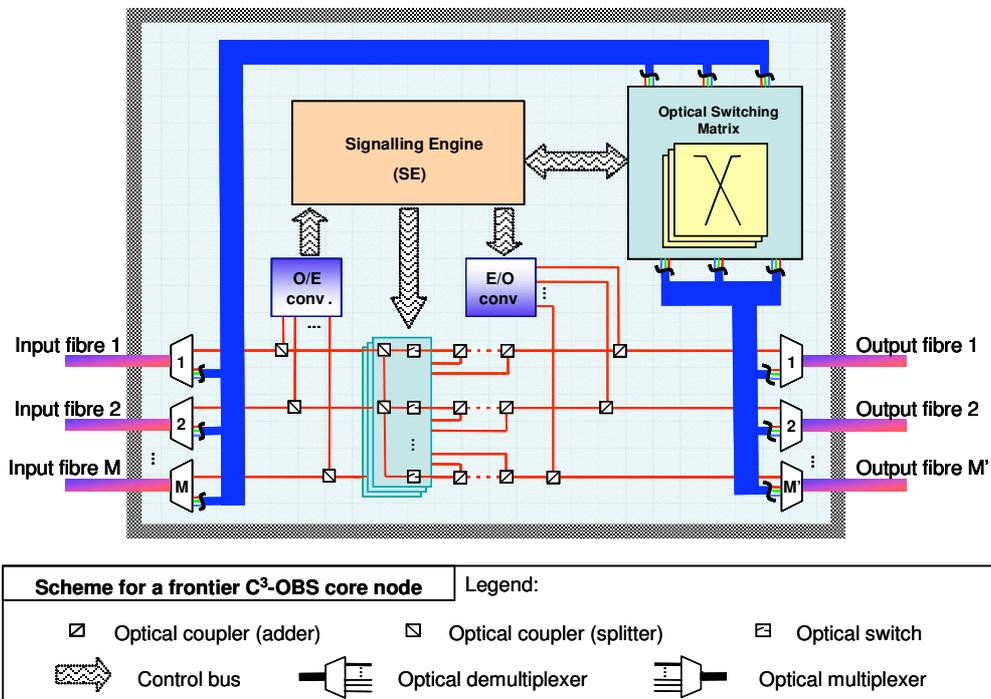 Optical Switching
Matrix
Signalling Engine
(SE)
O/E
conv .
...
E/O
conv
...
Input fibre 1
1
1
Output fibre 1
Input fibre 2
2
2
Output fibre 2
...
...
...
Input fibre M
M
M'
Output fibre M'
Scheme for a frontier C³-OBS core node
Legend:
Optical coupler (adder)
Optical coupler (splitter)
Optical switch
Control bus
Optical demultiplexer
Optical multiplexer